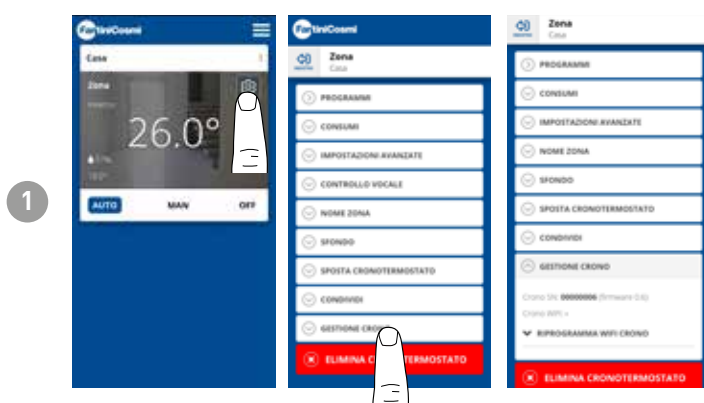 1
FantiniCosmi
Casa
Zona
26.0°
AUTO MAN OFF
FantiniCosmi
Zona
Casa
PROGRAMMI
CONSUMI
IMPOSTAZIONI AVANZATE
CONTROLLO VOCALE
NOME ZONA
SFONDO
SPOSTA CRONOTERMOSTATO
CONDIVIDI
GESTIONE CRO
ELIMINA C TERMOSTATO
Zona
Casa
PROGRAMMI
CONSUMI
IMPOSTAZIONI AVANZATE
NOME ZONA
SFONDO
SPOSTA CRONOTERMOSTATO
CONDIVIDI
GESTIONE CRONO
Crono SN: 00000006 (firmware 0.6)
Crono WIFI: -
RIPROGRAMMA WIFI CRONO
ELIMINA CRONOTERMOSTATO